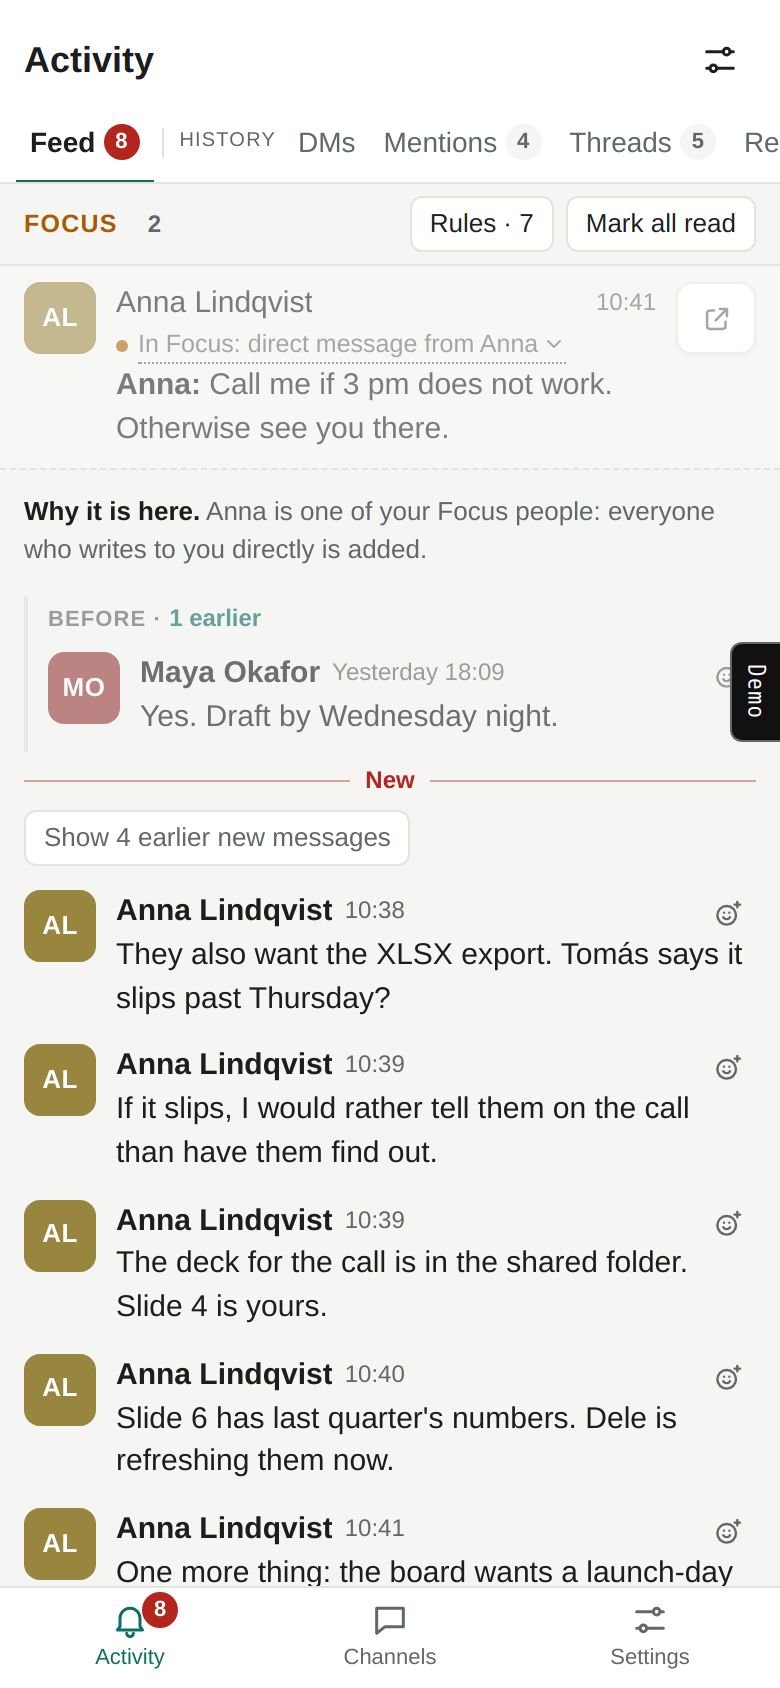 Activity
Feed 8 HISTORY DMs Mentions 4 Threads 5 Re
FOCUS 2 Rules · 7 Mark all read
AL Anna Lindqvist 10:41
In Focus: direct message from Anna
Anna: Call me if 3 pm does not work.
Otherwise see you there.
Why it is here. Anna is one of your Focus people: everyone
who writes to you directly is added.
BEFORE · 1 earlier
MO Maya Okafor Yesterday 18:09
Yes. Draft by Wednesday night.
Demo
New
Show 4 earlier new messages
AL Anna Lindqvist 10:38
They also want the XLSX export. Tomás says it
slips past Thursday?
AL Anna Lindqvist 10:39
If it slips, I would rather tell them on the call
than have them find out.
AL Anna Lindqvist 10:39
The deck for the call is in the shared folder.
Slide 4 is yours.
AL Anna Lindqvist 10:40
Slide 6 has last quarter's numbers. Dele is
refreshing them now.
AL Anna Lindqvist 10:41
One more thing: the board wants a launch-day
8
Activity Channels Settings